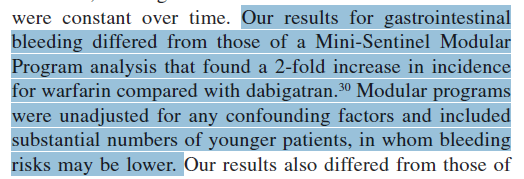 were constant over time. Our results for gastrointestinal
bleeding differed from those of a Mini-Sentinel Modular
Program analysis that found a 2-fold increase in incidence
for warfarin compared with dabigatran.30 Modular programs
were unadjusted for any confounding factors and included
substantial numbers of younger patients, in whom bleeding
risks may be lower. Our results also differed from those of